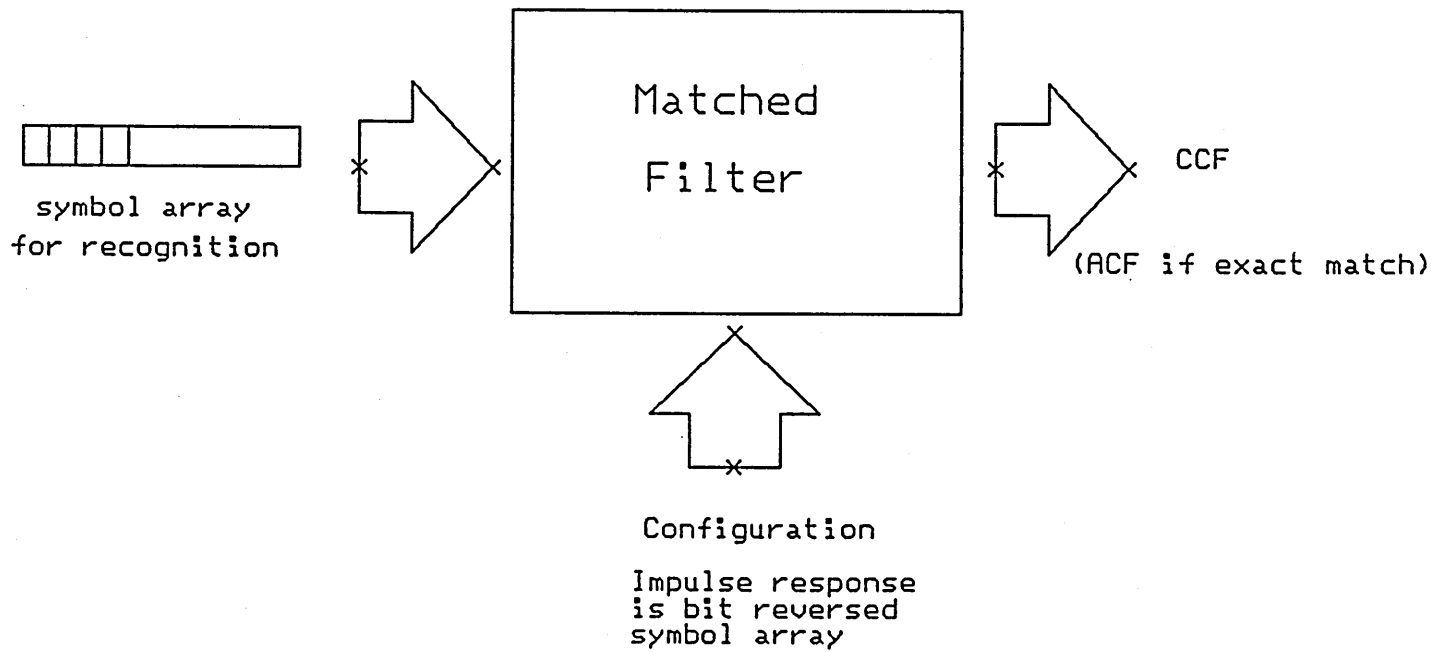 Matched
Filter
symbol array
for recognition
CCF
(ACF if exact match)
Configuration
Impulse response
is bit reversed
symbol array